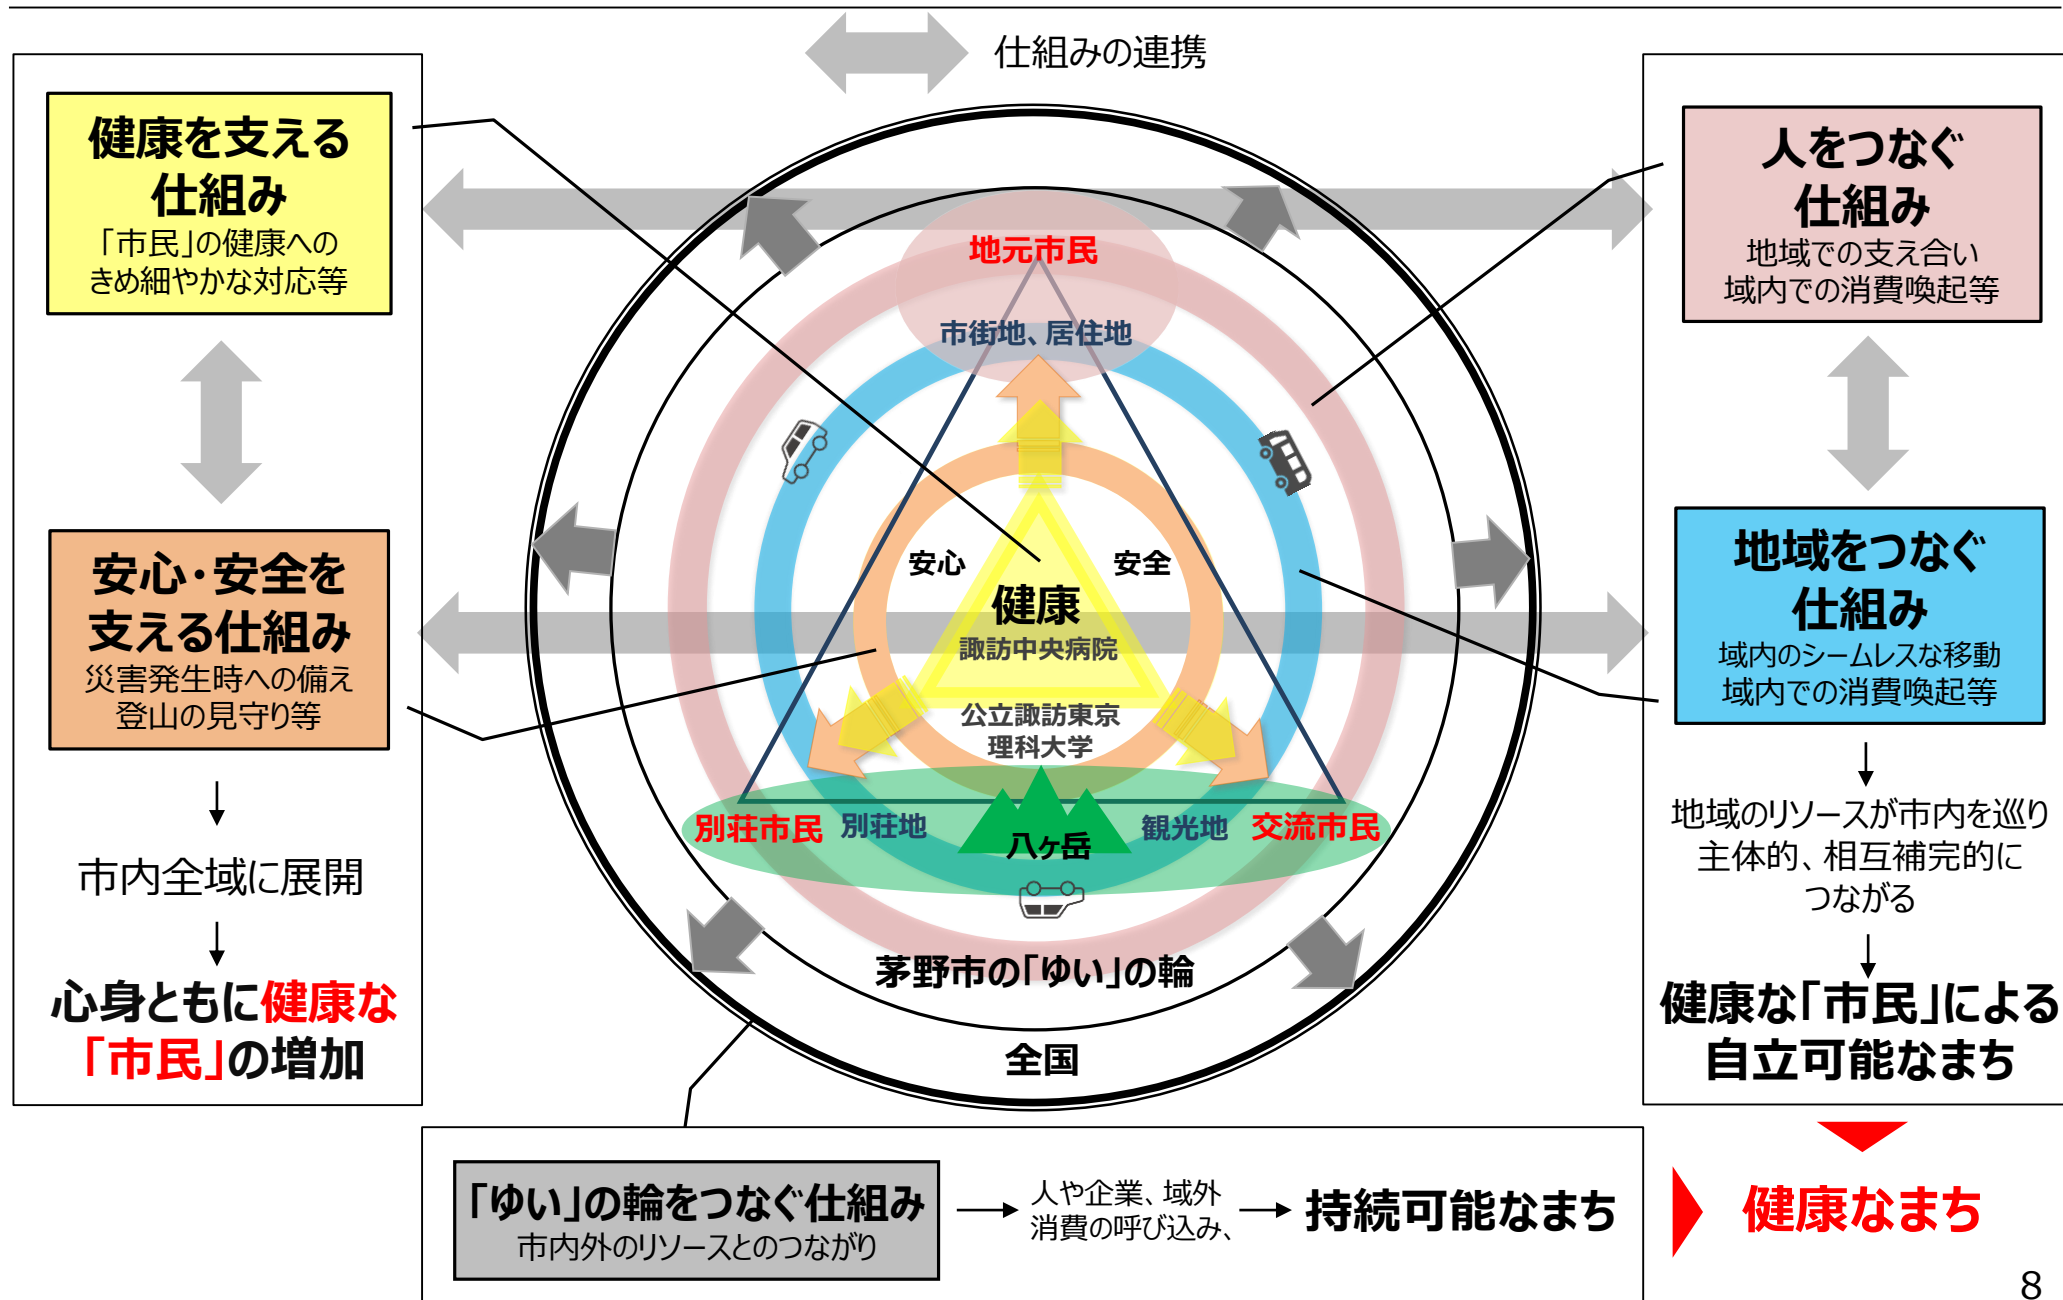 仕組みの連携
健康を支える
仕組み
「市民」の健康への
きめ細やかな対応等
安心・安全を
支える仕組み
災害発生時への備え
登山の見守り等
市内全域に展開
心身ともに健康な
「市民」の増加
地元市民
市街地、居住地
安心
安全
健康
諏訪中央病院
公立諏訪東京
理科大学
別荘市民
別荘地
八ヶ岳
観光地
交流市民
茅野市の「ゆい」の輪
全国
人をつなぐ
仕組み
地域での支え合い
域内での消費喚起等
地域をつなぐ
仕組み
域内のシームレスな移動
域内での消費喚起等
地域のリソースが市内を巡り
主体的、相互補完的に
つながる
健康な「市民」による
自立可能なまち
「ゆい」の輪をつなぐ仕組み
市内外のリソースとのつながり
人や企業、域外
消費の呼び込み、
持続可能なまち
健康なまち
8